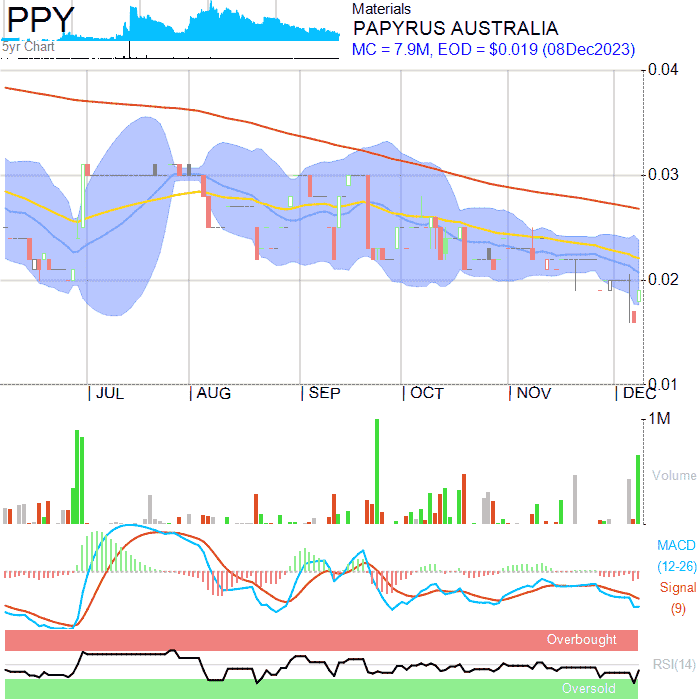 PPY
5yr Chart
Materials
PAPYRUS AUSTRALIA
MC = 7.9M, EOD = $0.019 (08Dec2023)
0.04
0.03
0.02
0.01
JUL AUG SEP OCT NOV DEC
1M
Volume
MACD
(12-26)
Signal
(9)
Overbought
RSI(14)
Oversold